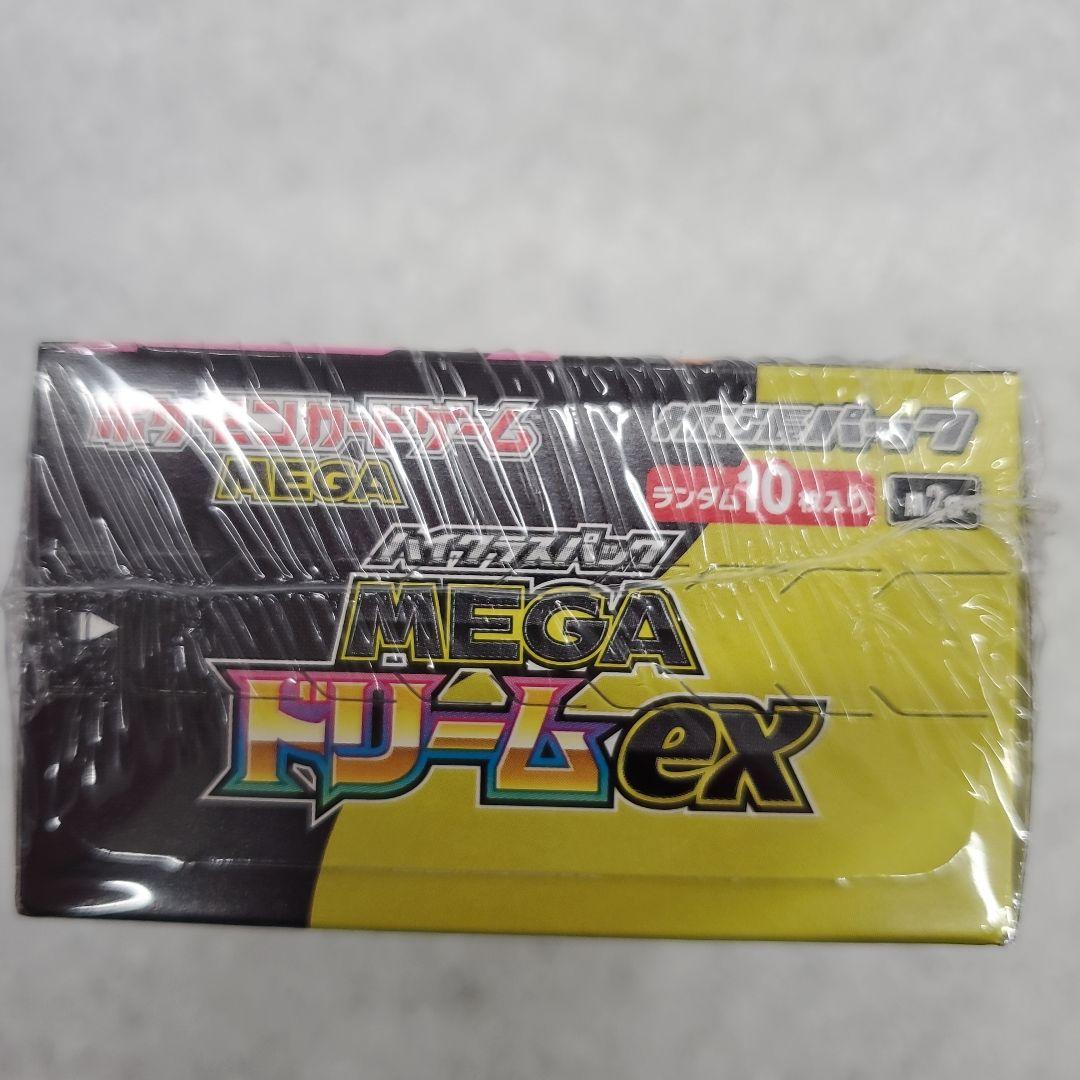 ポケモンカードゲーム
MEGA
拡張パック
ランダム10枚入り
ハイクラスパック
MEGA
ドリームex